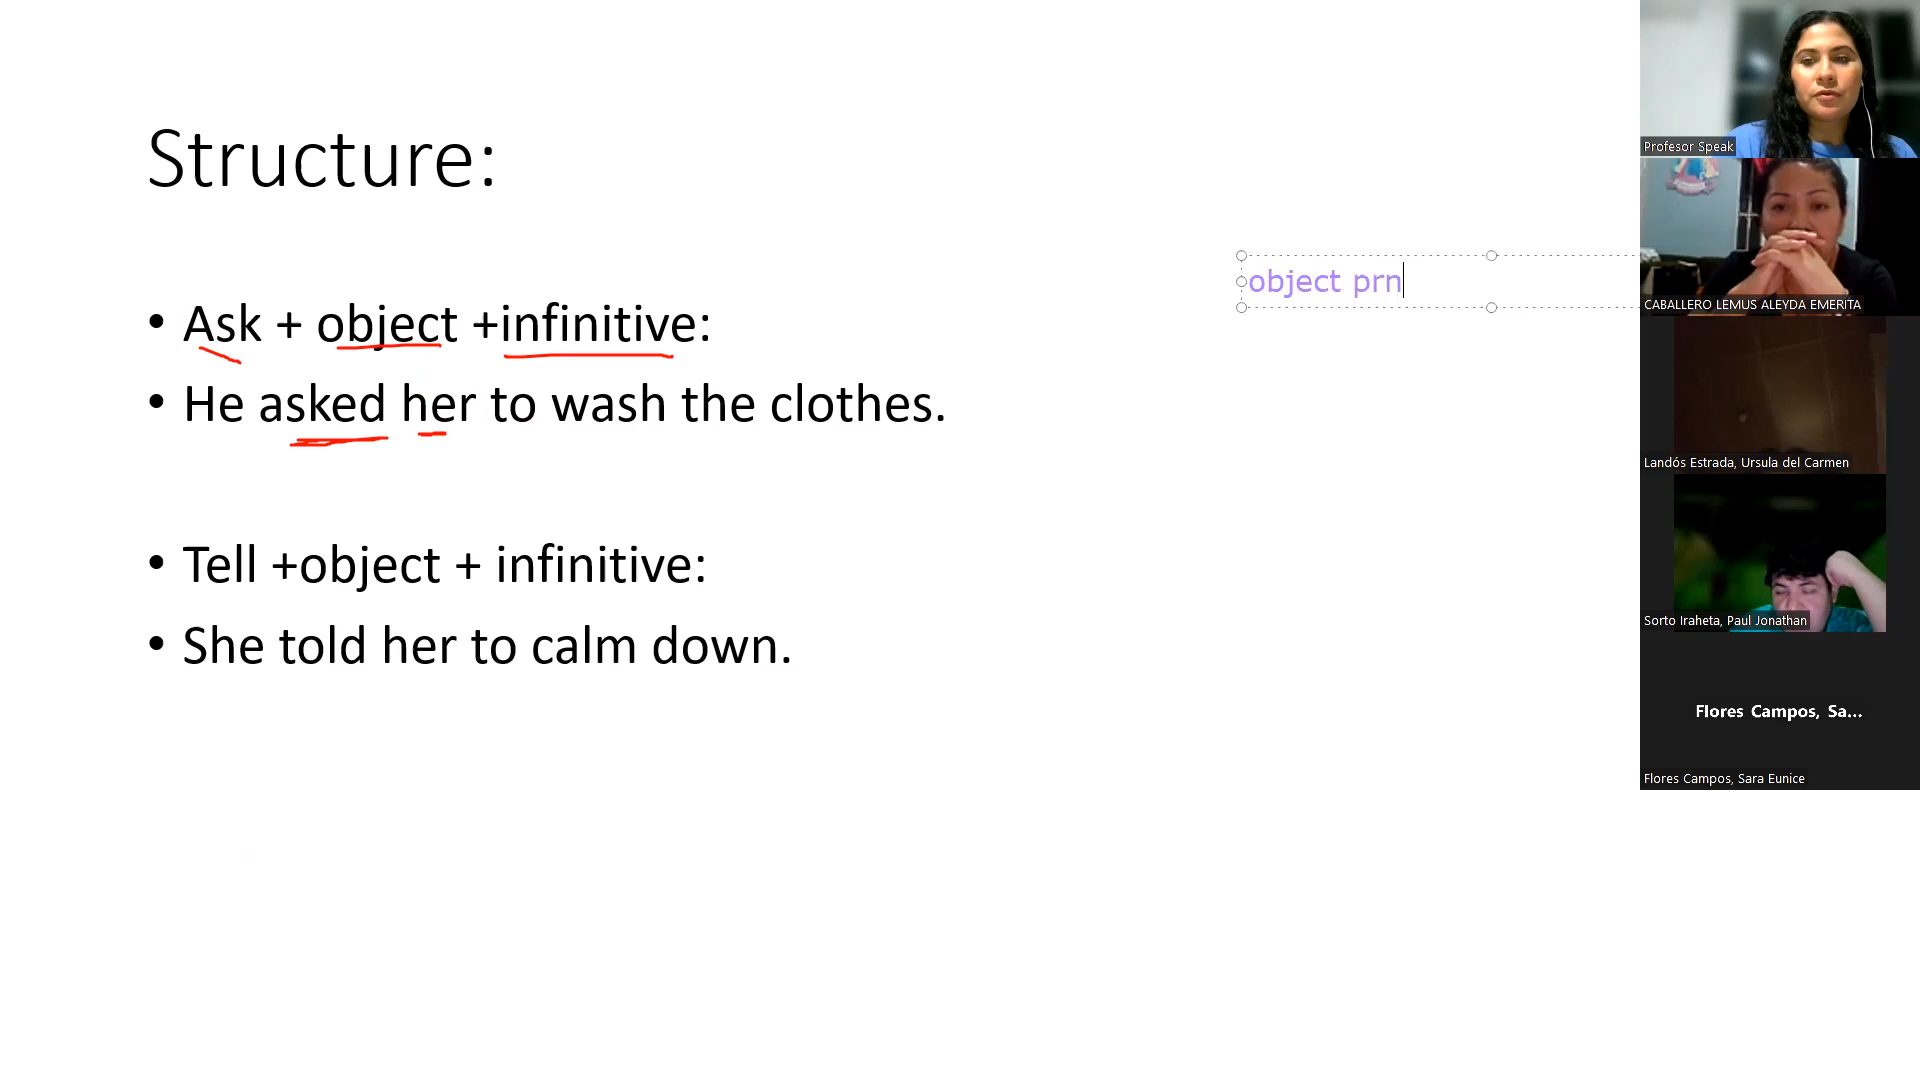 Structure:
• Ask + object +infinitive:
• He asked her to wash the clothes.
• Tell +object + infinitive:
• She told her to calm down.
object prn
Profesor Speak
CABALLERO LEMUS ALEYDA EMERITA
Landós Estrada, Ursula del Carmen
Sorto Iraheta, Paul Jonathan
Flores Campos, Sa...
Flores Campos, Sara Eunice